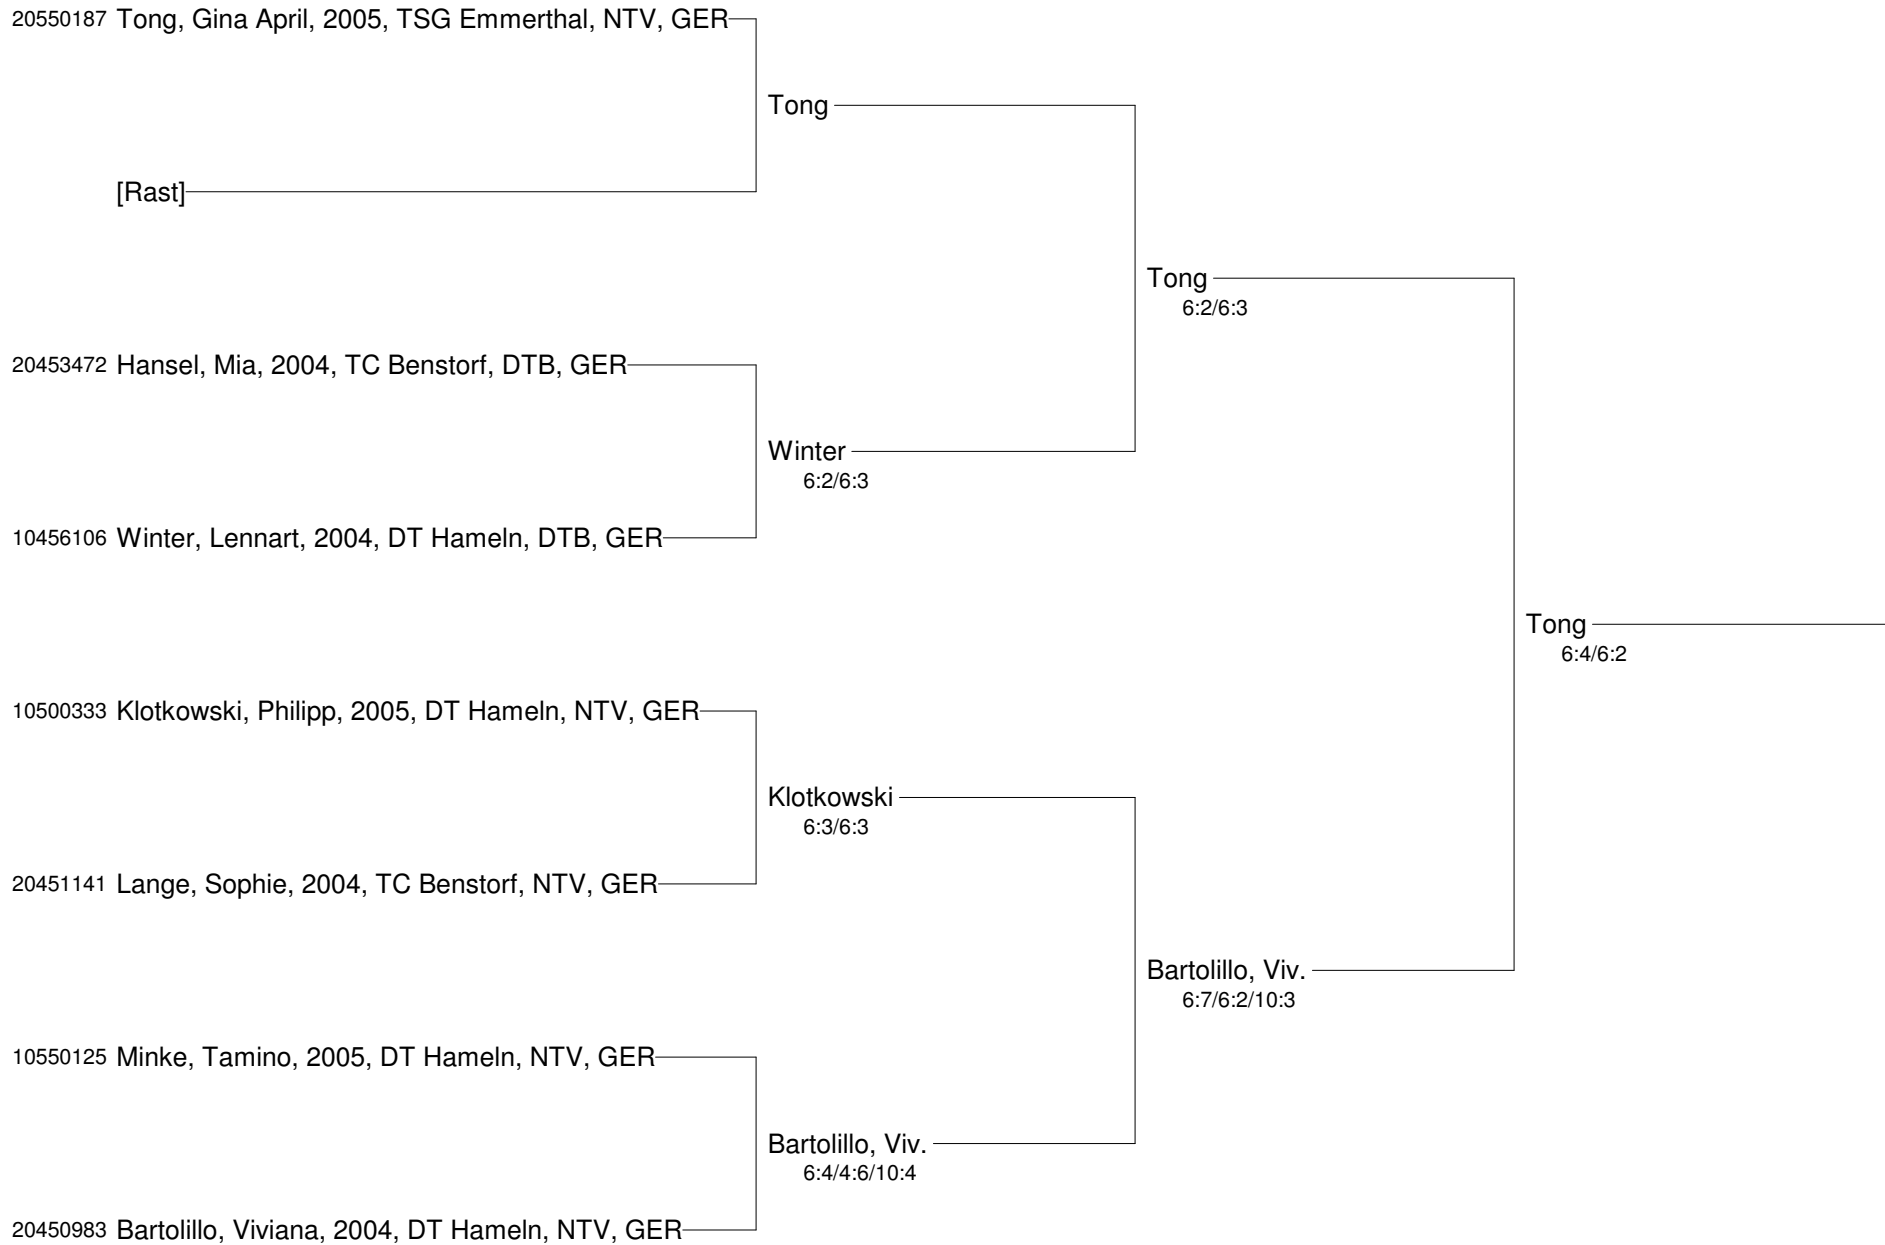 20550187 Tong, Gina April, 2005, TSG Emmerthal, NTV, GER
Tong
[Rast]
Tong
6:2/6:3
20453472 Hansel, Mia, 2004, TC Benstorf, DTB, GER
Winter
6:2/6:3
10456106 Winter, Lennart, 2004, DT Hameln, DTB, GER
Tong
6:4/6:2
10500333 Klotkowski, Philipp, 2005, DT Hameln, NTV, GER
Klotkowski
6:3/6:3
20451141 Lange, Sophie, 2004, TC Benstorf, NTV, GER
Bartolillo, Viv.
6:7/6:2/10:3
10550125 Minke, Tamino, 2005, DT Hameln, NTV, GER
Bartolillo, Viv.
6:4/4:6/10:4
20450983 Bartolillo, Viviana, 2004, DT Hameln, NTV, GER